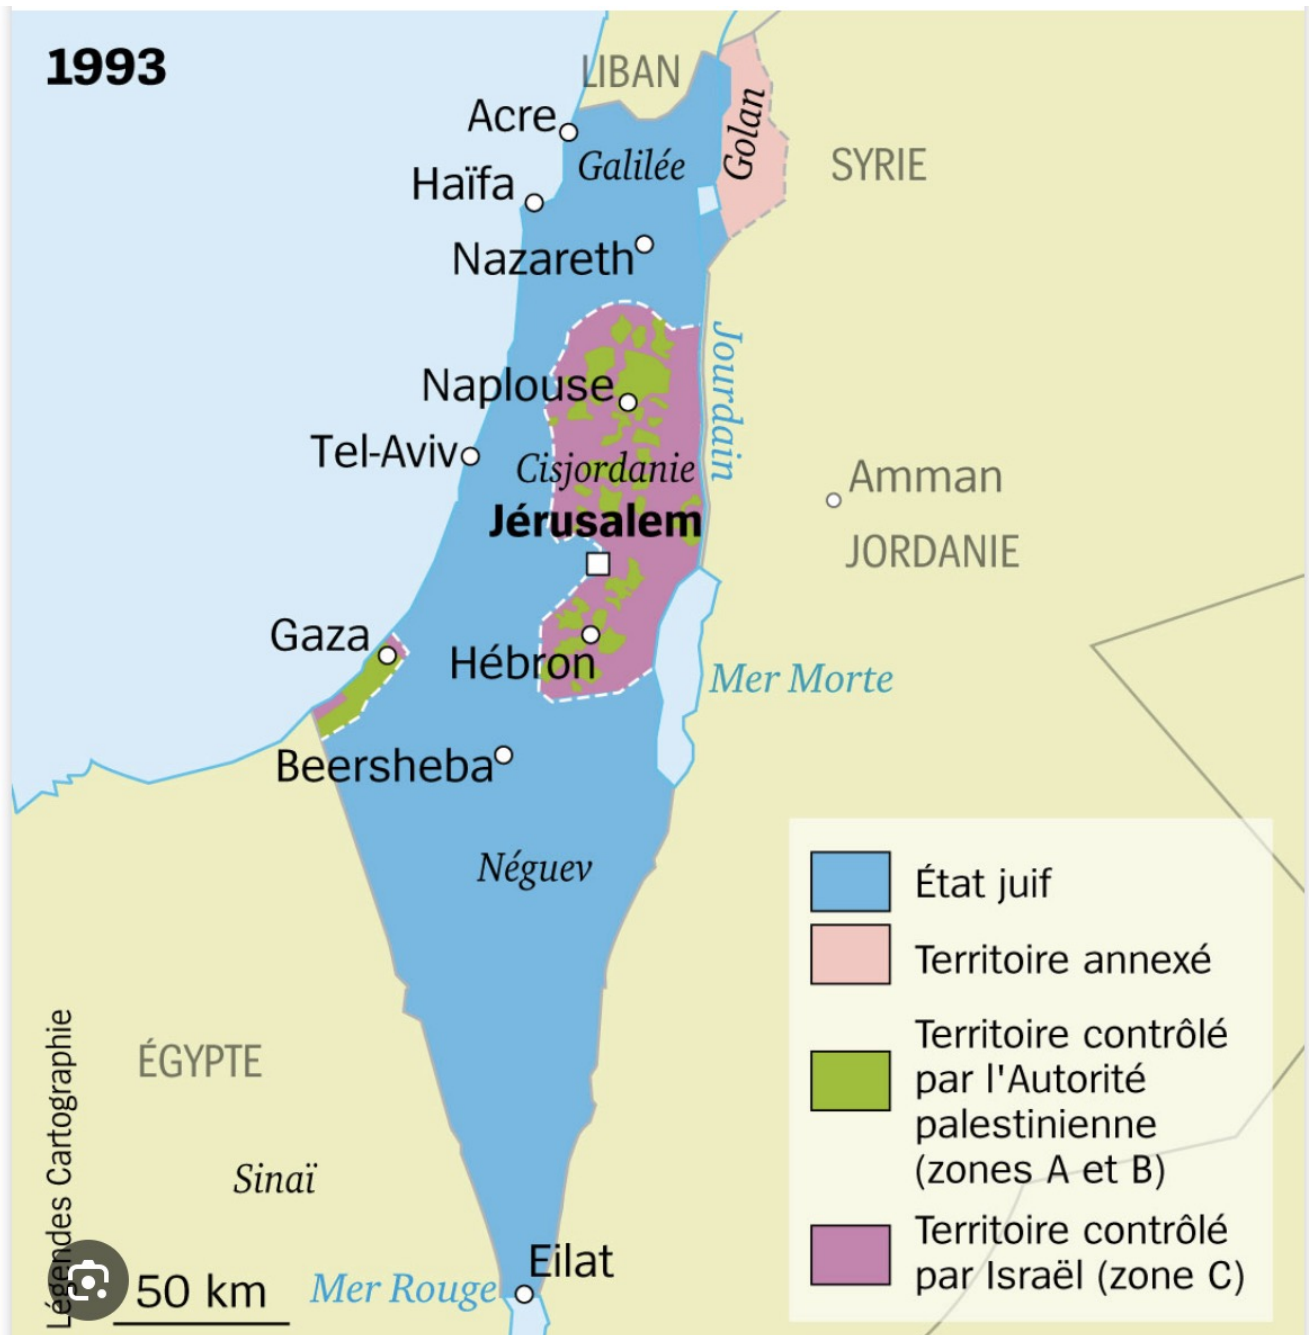 1993
LIBAN
Acre
Golan
Galilée
SYRIE
Haïfa
Nazareth
Jourdain
Naplouse
Tel-Aviv
Cisjordanie
Amman
Jérusalem
JORDANIE
Gaza
Hébron
Mer Morte
Beersheba
Néguev
État juif
Territoire annexé
Territoire contrôlé
par l'Autorité
palestinienne
(zones A et B)
Territoire contrôlé
par Israël (zone C)
ÉGYPTE
Sinaï
Eilat
Mer Rouge
50 km
Légendes Cartographie